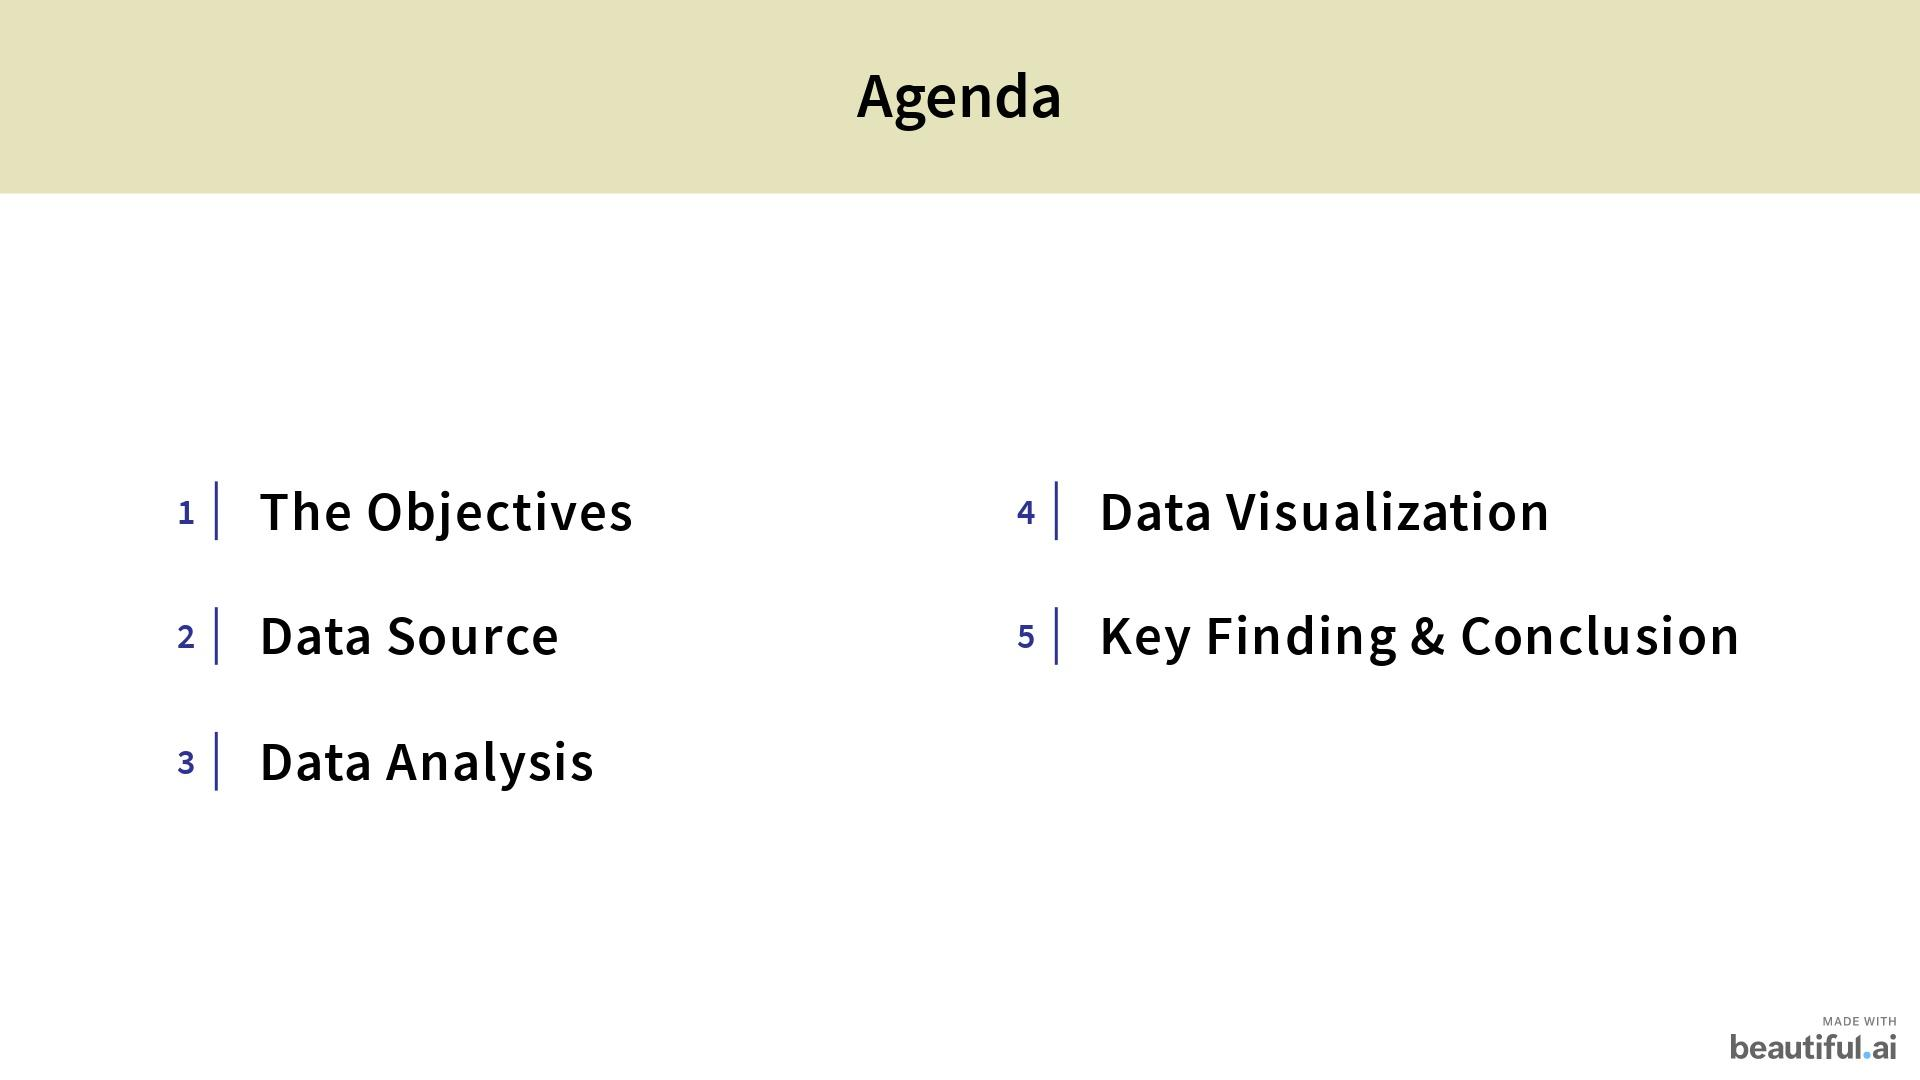 Agenda
1 The Objectives
2 Data Source
3 Data Analysis
4 Data Visualization
5 Key Finding & Conclusion
MADE WITH
beautiful.ai